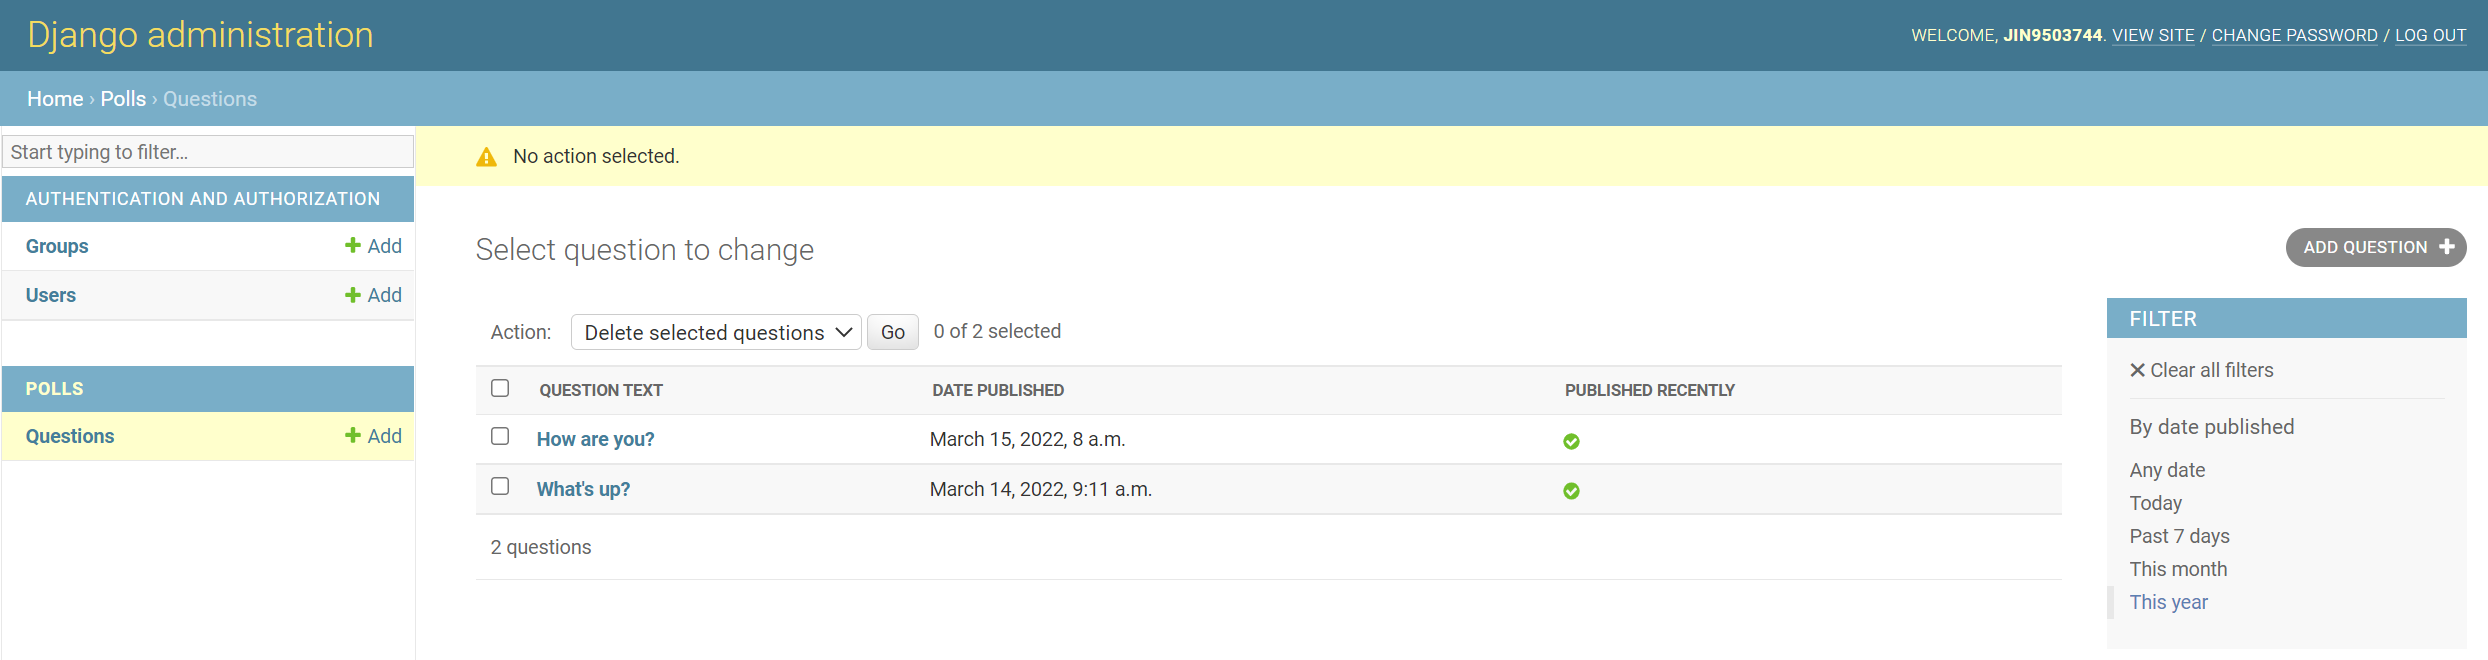 Django administration
WELCOME, JIN9503744. VIEW SITE / CHANGE PASSWORD / LOG OUT
Home › Polls › Questions
Start typing to filter...
AUTHENTICATION AND AUTHORIZATION
Groups Add
Users Add
POLLS
Questions Add
No action selected.
Select question to change
ADD QUESTION
Action: Delete selected questions Go 0 of 2 selected
QUESTION TEXT DATE PUBLISHED PUBLISHED RECENTLY
How are you? March 15, 2022, 8 a.m.
What's up? March 14, 2022, 9:11 a.m.
2 questions
FILTER
Clear all filters
By date published
Any date
Today
Past 7 days
This month
This year